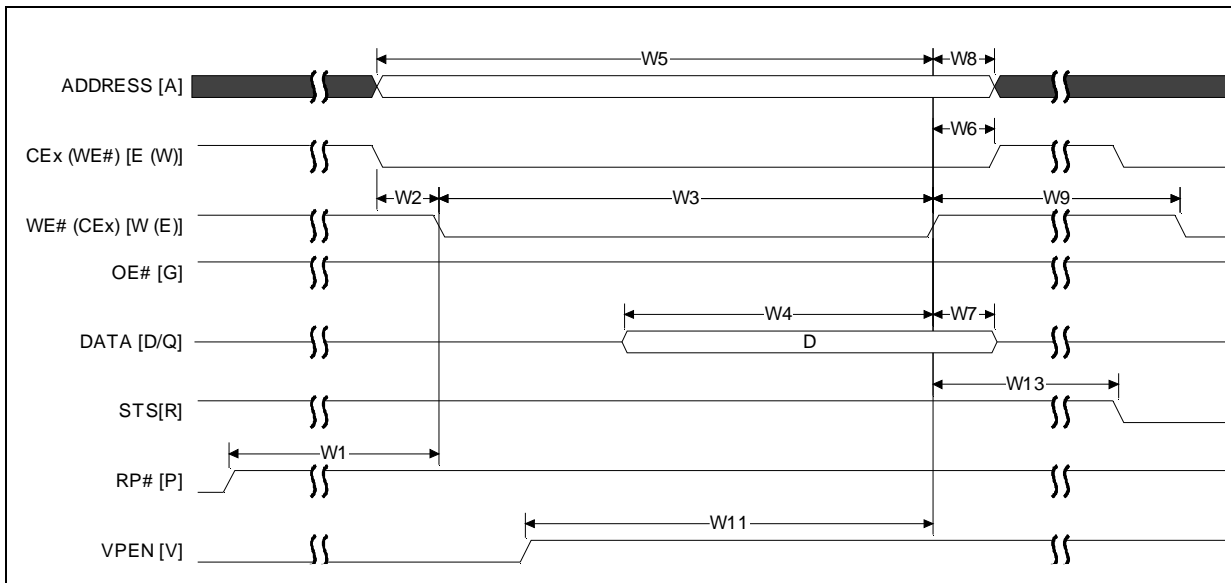 W5
W8
ADDRESS [A]
W6
CEx (WE#) [E (W)]
W2
W3
W9
WE# (CEx) [W (E)]
OE# [G]
W4
W7
DATA [D/Q]
D
W13
STS[R]
W1
RP# [P]
W11
VPEN [V]